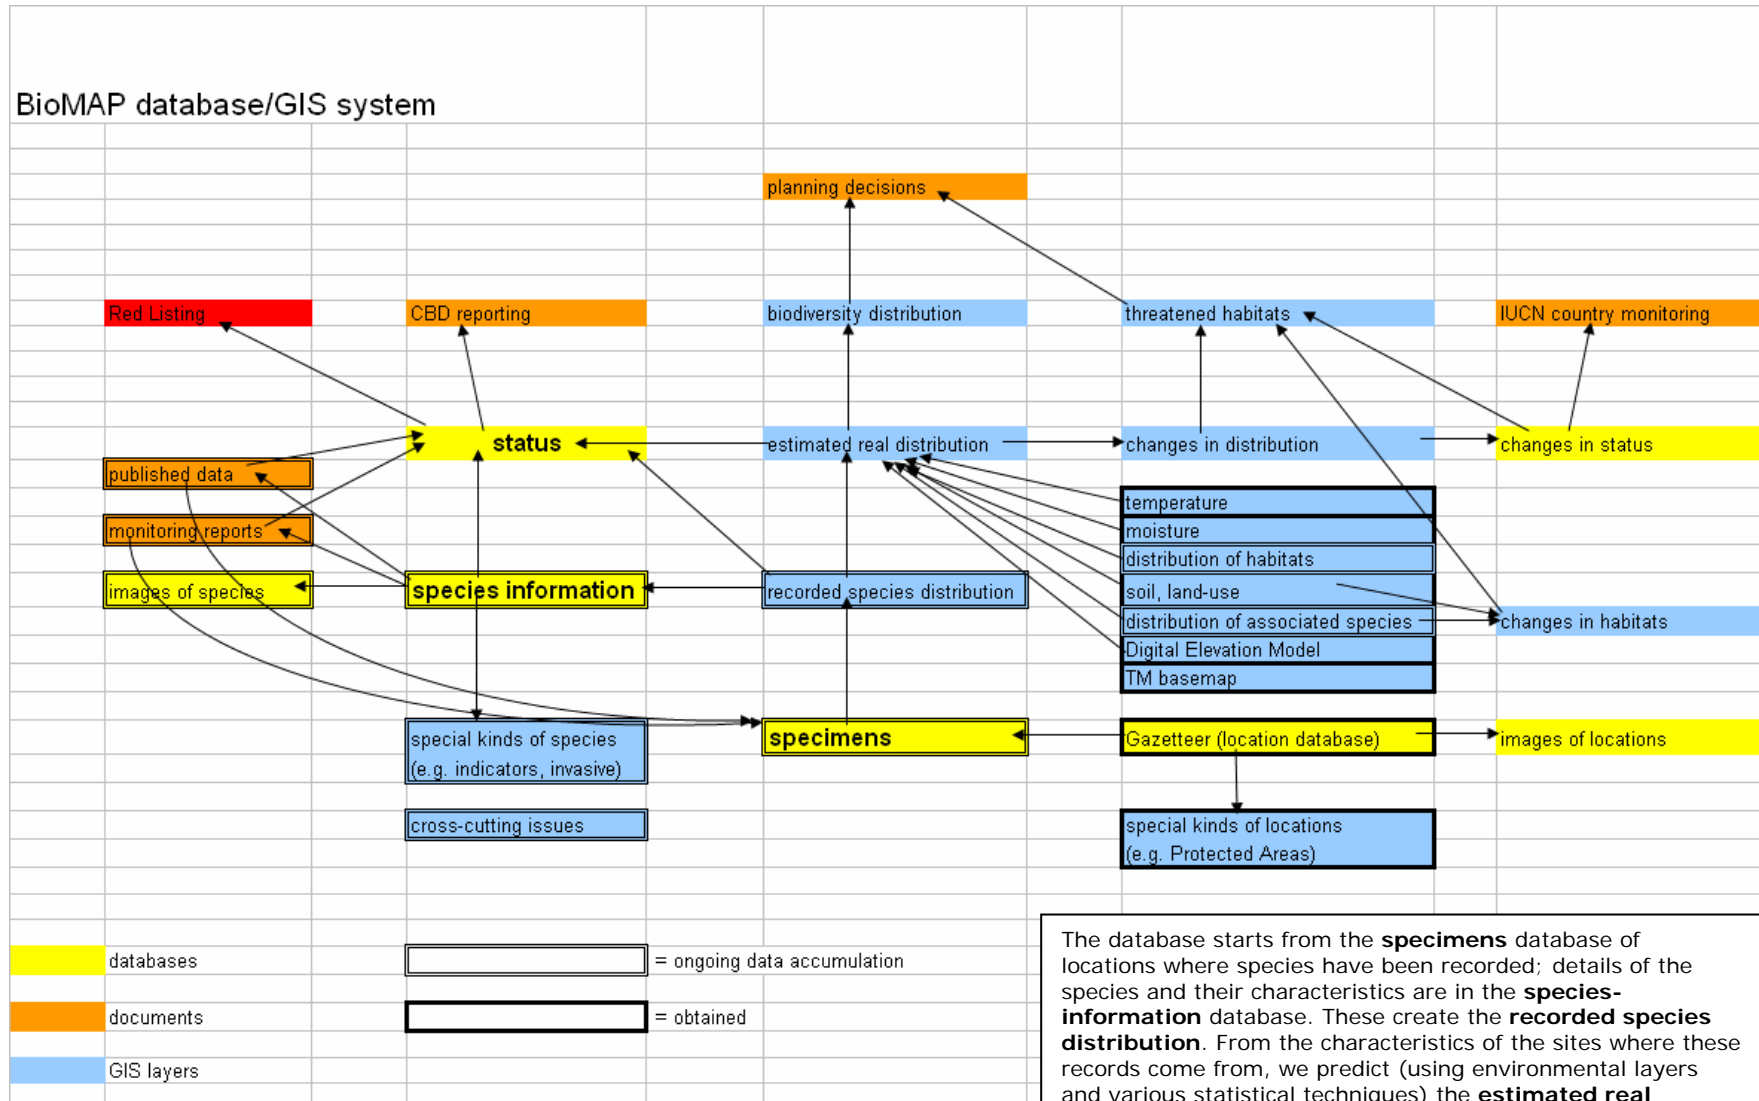 BioMAP database/GIS system
planning decisions
Red Listing
CBD reporting
biodiversity distribution
threatened habitats
IUCN country monitoring
status
estimated real distribution
changes in distribution
changes in status
published data
temperature
monitoring reports
moisture
distribution of habitats
images of species
species information
recorded species distribution
soil, land-use
distribution of associated species
changes in habitats
Digital Elevation Model
TM basemap
special kinds of species
(e.g. indicators, invasive)
specimens
Gazetteer (location database)
images of locations
cross-cutting issues
special kinds of locations
(e.g. Protected Areas)
databases
= ongoing data accumulation
documents
= obtained
GIS layers
The database starts from the specimens database of
locations where species have been recorded; details of the
species and their characteristics are in the species-
information database. These create the recorded species
distribution. From the characteristics of the sites where these
records come from, we predict (using environmental layers
and various statistical techniques) the estimated real